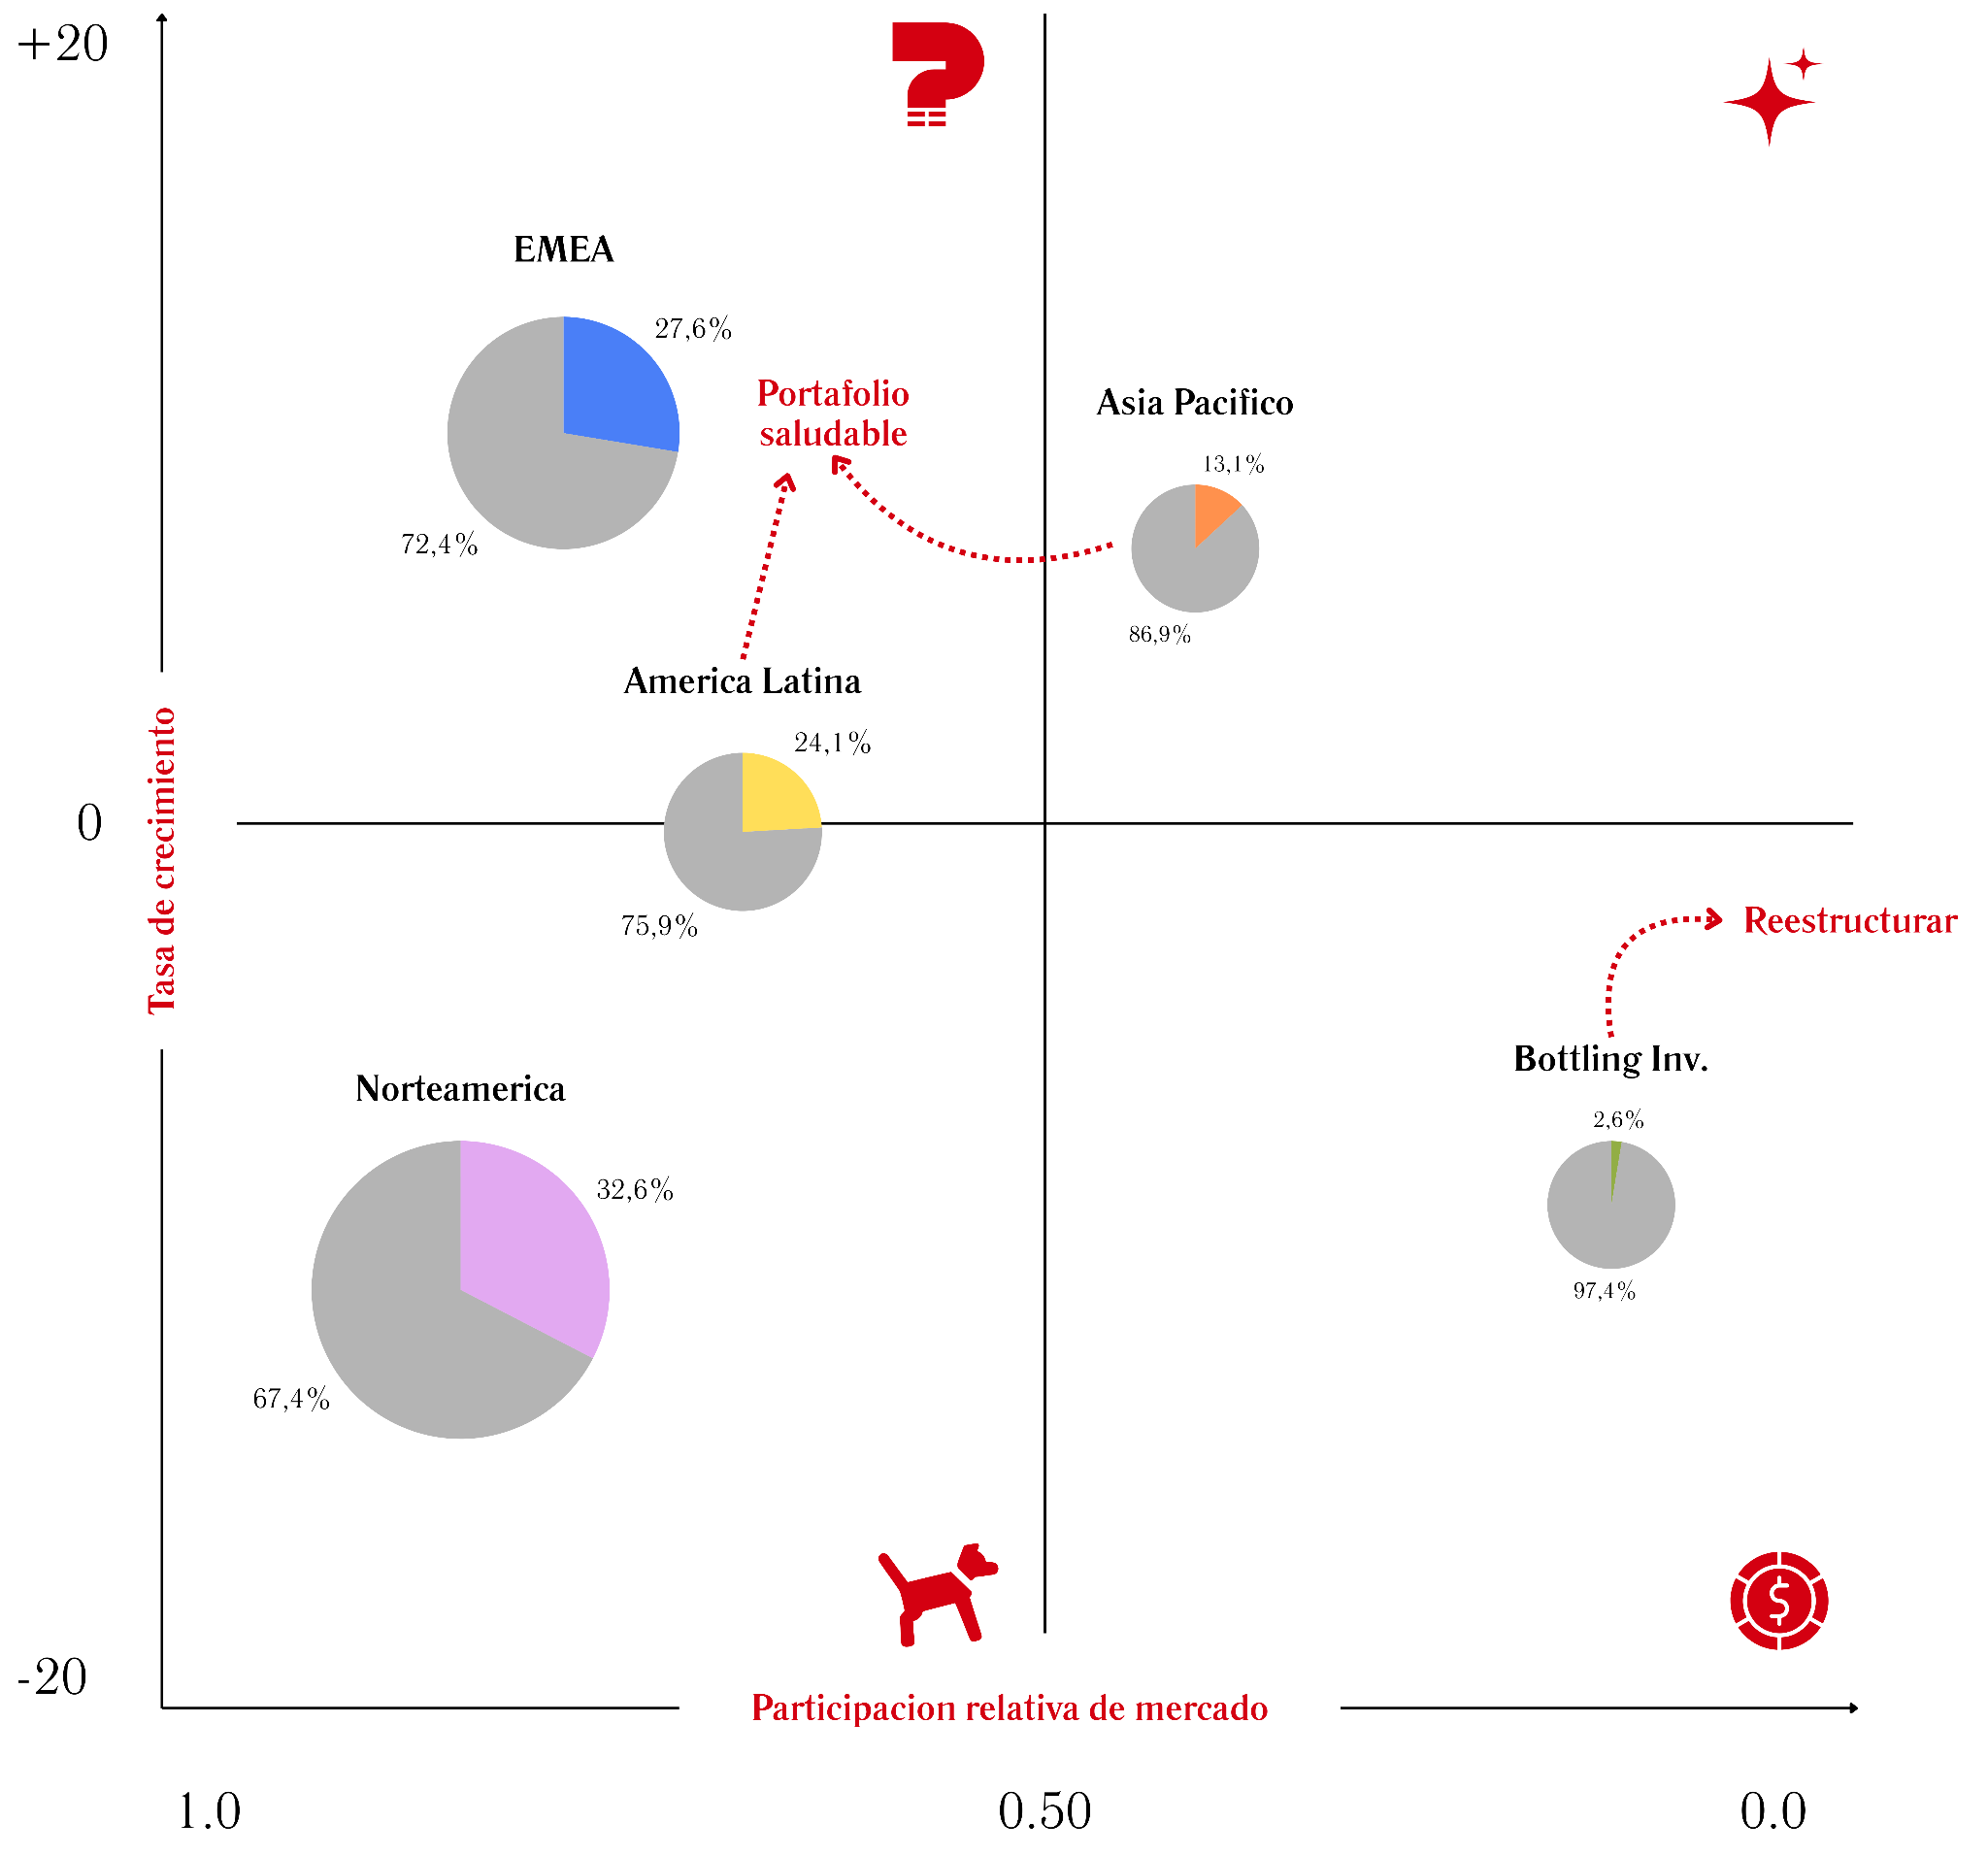 +20
EMEA
27,6%
Portafolio
saludable
Asia Pacifico
13,1%
72,4%
86,9%
America Latina
24,1%
Tasa de crecimiento
0
75,9%
Reestructurar
Bottling Inv.
Norteamerica
2,6%
32,6%
97,4%
67,4%
$
-20
Participacion relativa de mercado
1.0
0.50
0.0